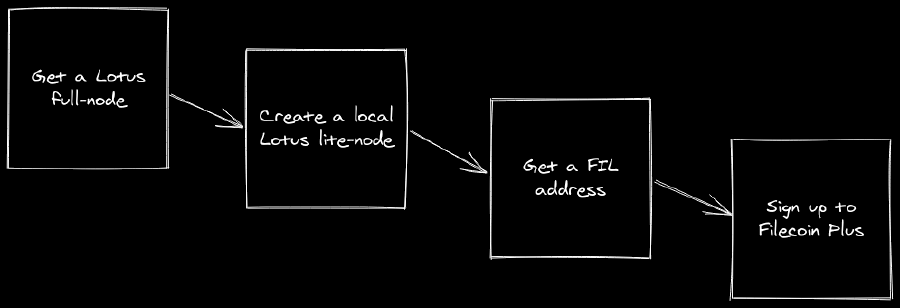 Get a Lotus
full-node
Create a local
Lotus lite-node
Get a FIL
address
Sign up to
Filecoin Plus